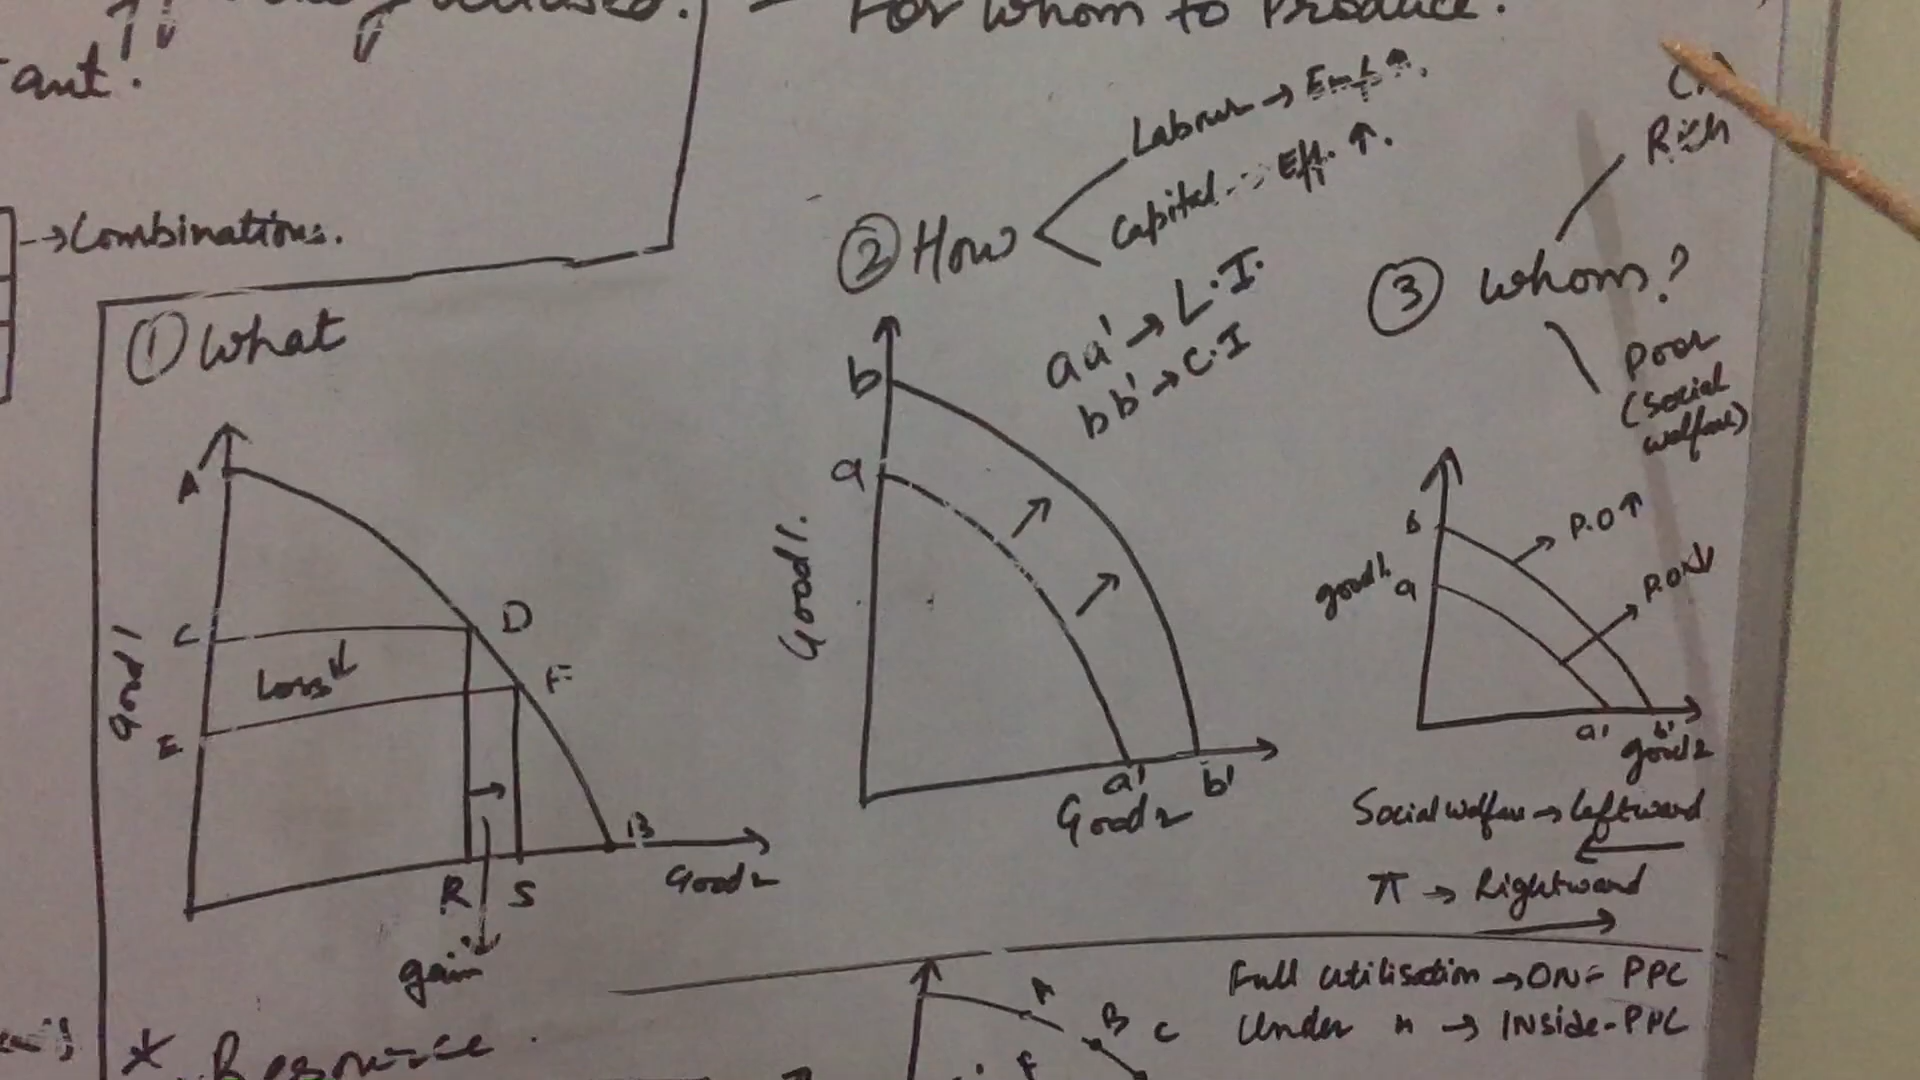 - For whom to Produce.
ant!
→ Combinations.
① What
A
C
Good 1
E
Loss↓
D
F
B
R S
Good 2
gain
② How
Labour → Emp ↑.
Capital → Eff. ↑.
aa' → L.I.
bb' → C.I
b
a
Good 1.
a' b'
Good 2
③ Whom?
Rich
Poor
(Social
welfare)
b
good 1
a
P.O ↑
P.O ↓
a' b'
good 2
Social welfare → leftward
π → Rightward
Full utilisation → ON = PPC
Under " → INside-PPC
A
B C
F
* Resource